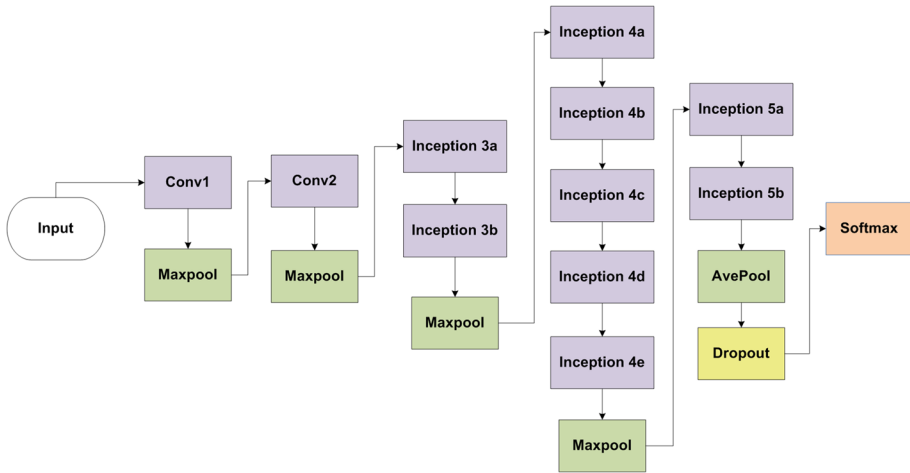 Input
Conv1
Maxpool
Conv2
Maxpool
Inception 3a
Inception 3b
Maxpool
Inception 4a
Inception 4b
Inception 4c
Inception 4d
Inception 4e
Maxpool
Inception 5a
Inception 5b
AvePool
Dropout
Softmax